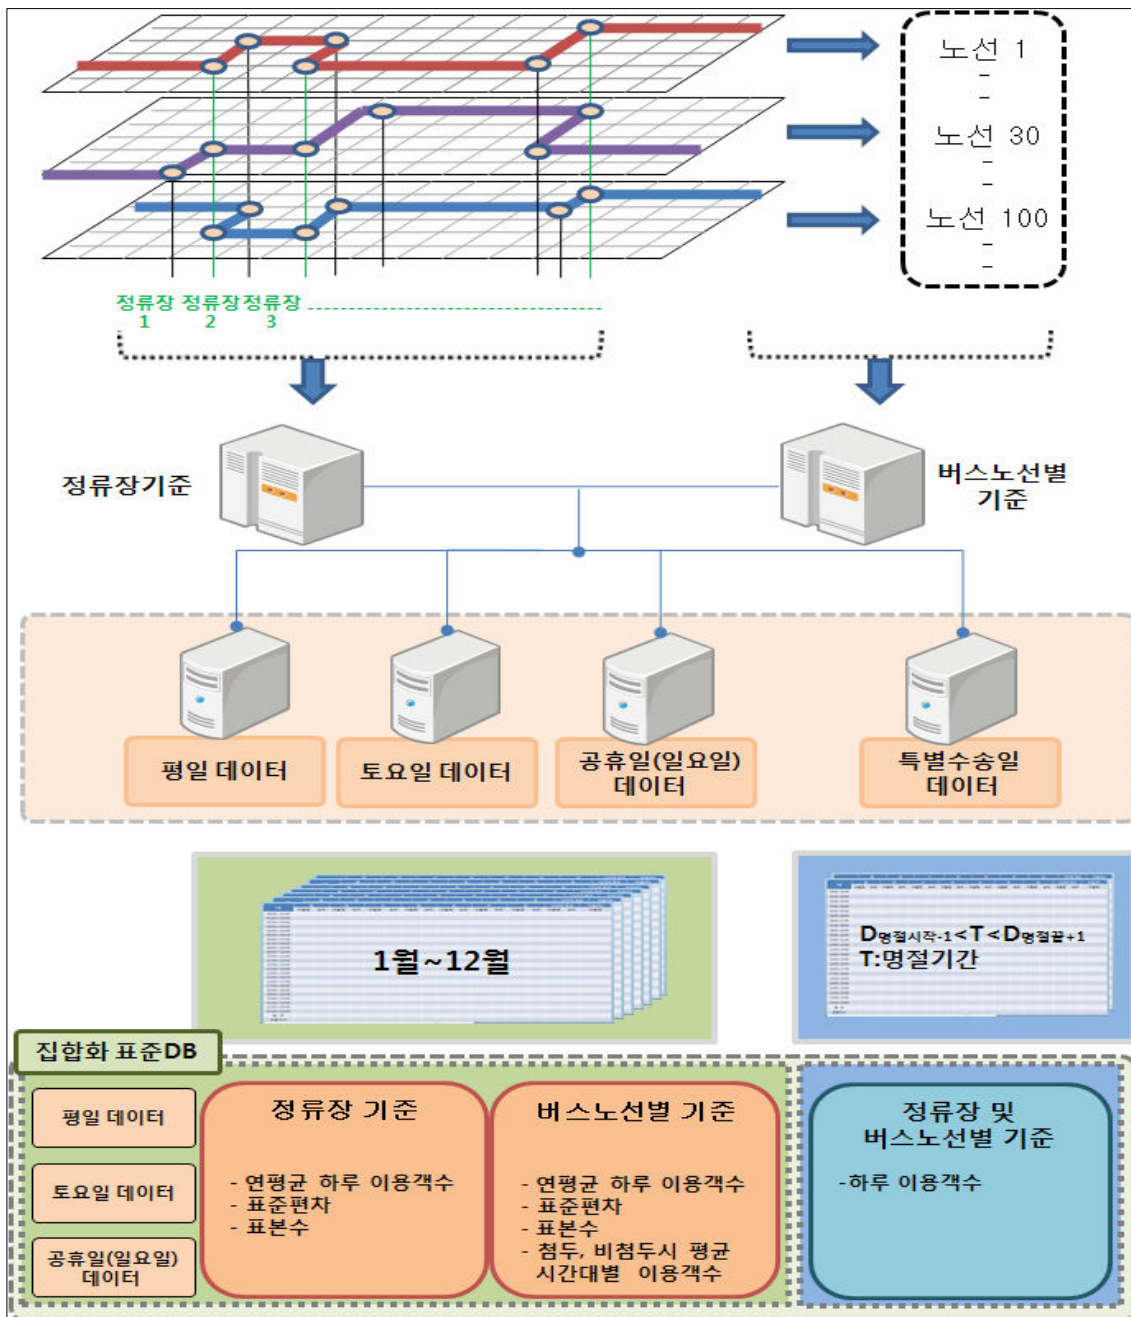 노선 1
-
-
노선 30
-
-
노선 100
-
-
정류장 정류장 정류장
1 2 3
정류장기준
버스노선별
기준
평일 데이터
토요일 데이터
공휴일(일요일)
데이터
특별수송일
데이터
1월~12월
D명절시작-1<T<D명절끝+1
T:명절기간
집합화 표준DB
평일 데이터
토요일 데이터
공휴일(일요일)
데이터
정류장 기준
- 연평균 하루 이용객수
- 표준편차
- 표본수
버스노선별 기준
- 연평균 하루 이용객수
- 표준편차
- 표본수
- 첨두, 비첨두시 평균
시간대별 이용객수
정류장 및
버스노선별 기준
-하루 이용객수